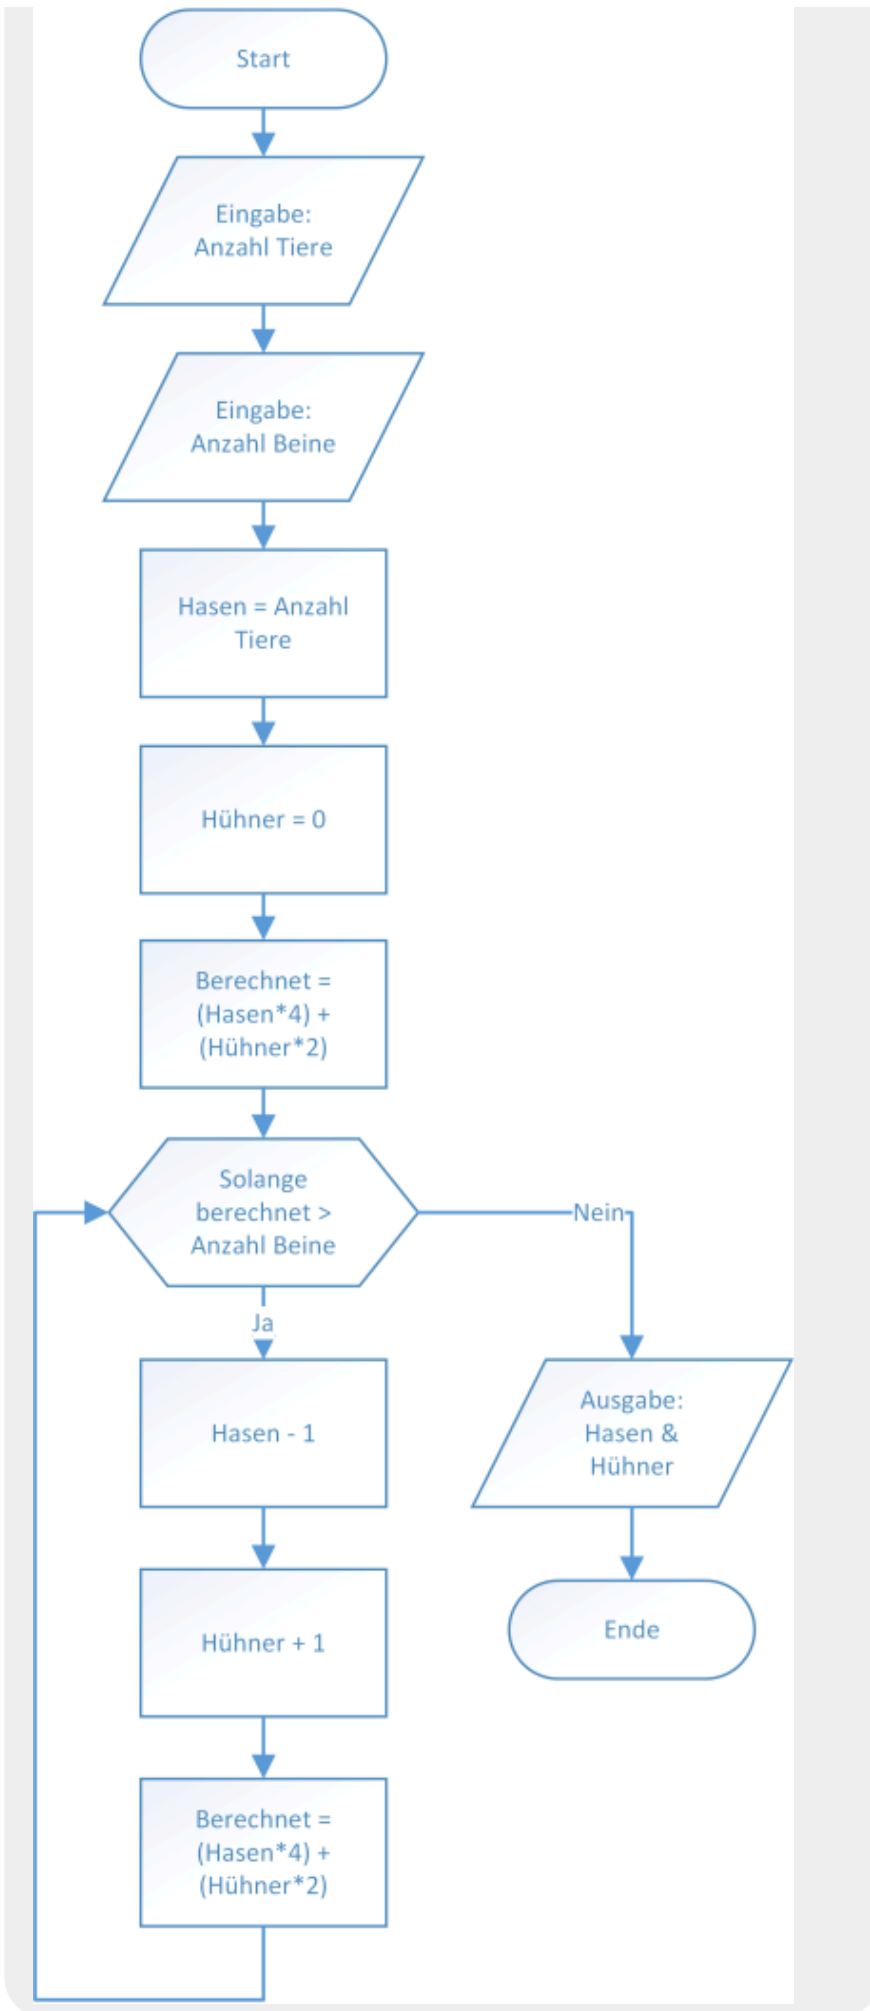 Start
Eingabe:
Anzahl Tiere
Eingabe:
Anzahl Beine
Hasen = Anzahl
Tiere
Hühner = 0
Berechnet =
(Hasen*4) +
(Hühner*2)
Solange
berechnet >
Anzahl Beine
Nein
Ja
Hasen - 1
Ausgabe:
Hasen &
Hühner
Hühner + 1
Ende
Berechnet =
(Hasen*4) +
(Hühner*2)